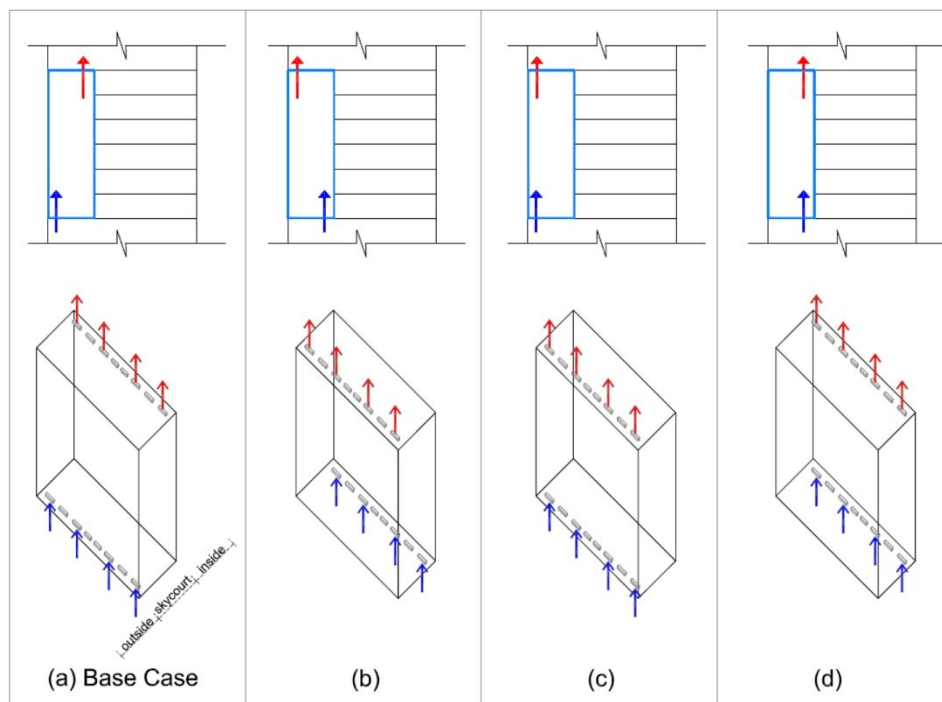 outside
skycourt
inside
(a) Base Case
(b)
(c)
(d)